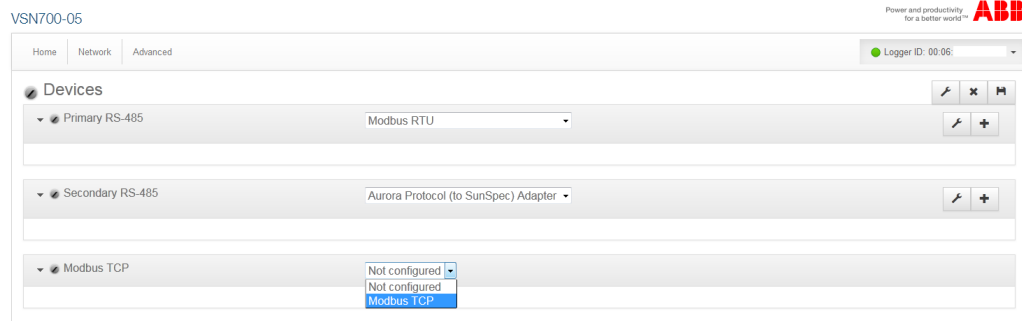 VSN700-05
Power and productivity
for a better world™
ABB
Home Network Advanced
Logger ID: 00:06:
Devices
Primary RS-485 Modbus RTU
Secondary RS-485 Aurora Protocol (to SunSpec) Adapter
Modbus TCP Not configured
Not configured
Modbus TCP